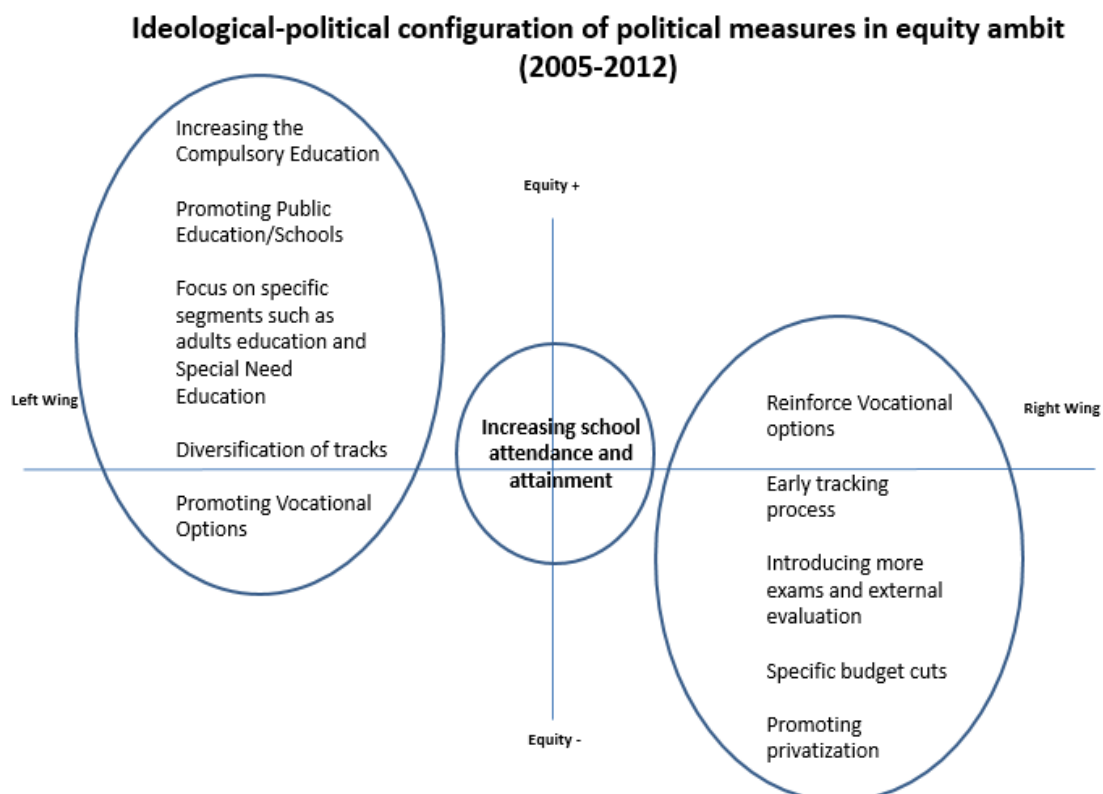 Ideological-political configuration of political measures in equity ambit
(2005-2012)
Increasing the
Compulsory Education
Promoting Public
Education/Schools
Focus on specific
segments such as
adults education and
Special Need
Education
Diversification of tracks
Promoting Vocational
Options
Left Wing
Equity +
Increasing school
attendance and
attainment
Equity -
Reinforce Vocational
options
Early tracking
process
Introducing more
exams and external
evaluation
Specific budget cuts
Promoting
privatization
Right Wing